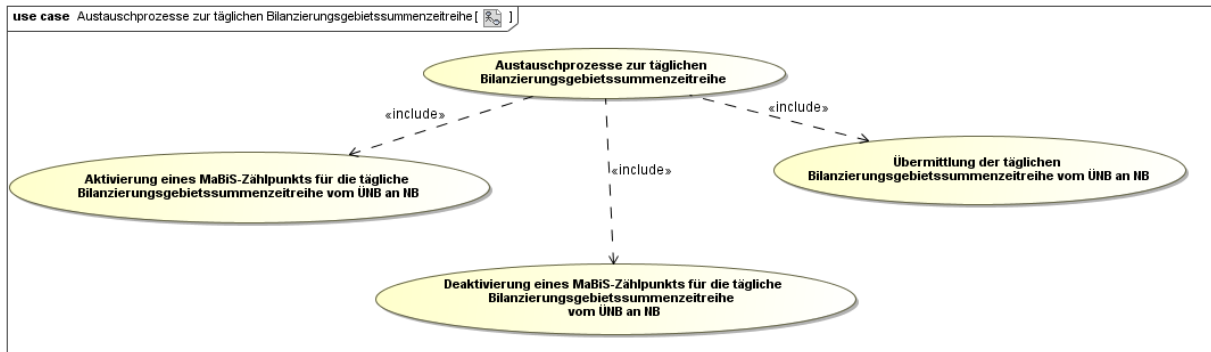 use case Austauschprozesse zur täglichen Bilanzierungsgebietssummenzeitreihe [ ]
Austauschprozesse zur täglichen
Bilanzierungsgebietssummenzeitreihe
«include»
«include»
«include»
Aktivierung eines MaBiS-Zählpunkts für die tägliche
Bilanzierungsgebietssummenzeitreihe vom ÜNB an NB
Übermittlung der täglichen
Bilanzierungsgebietssummenzeitreihe vom ÜNB an NB
Deaktivierung eines MaBiS-Zählpunkts für die tägliche
Bilanzierungsgebietssummenzeitreihe
vom ÜNB an NB